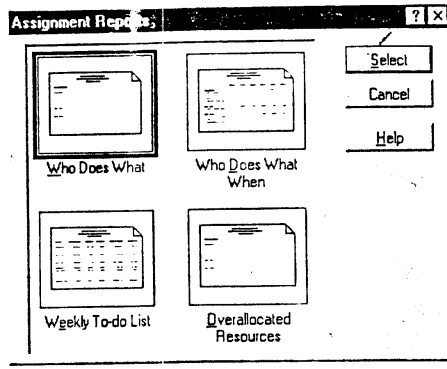 Assignment Reports
? X
Select
Cancel
Help
Who Does What
Who Does What
When
Weekly To-do List
Overallocated
Resources